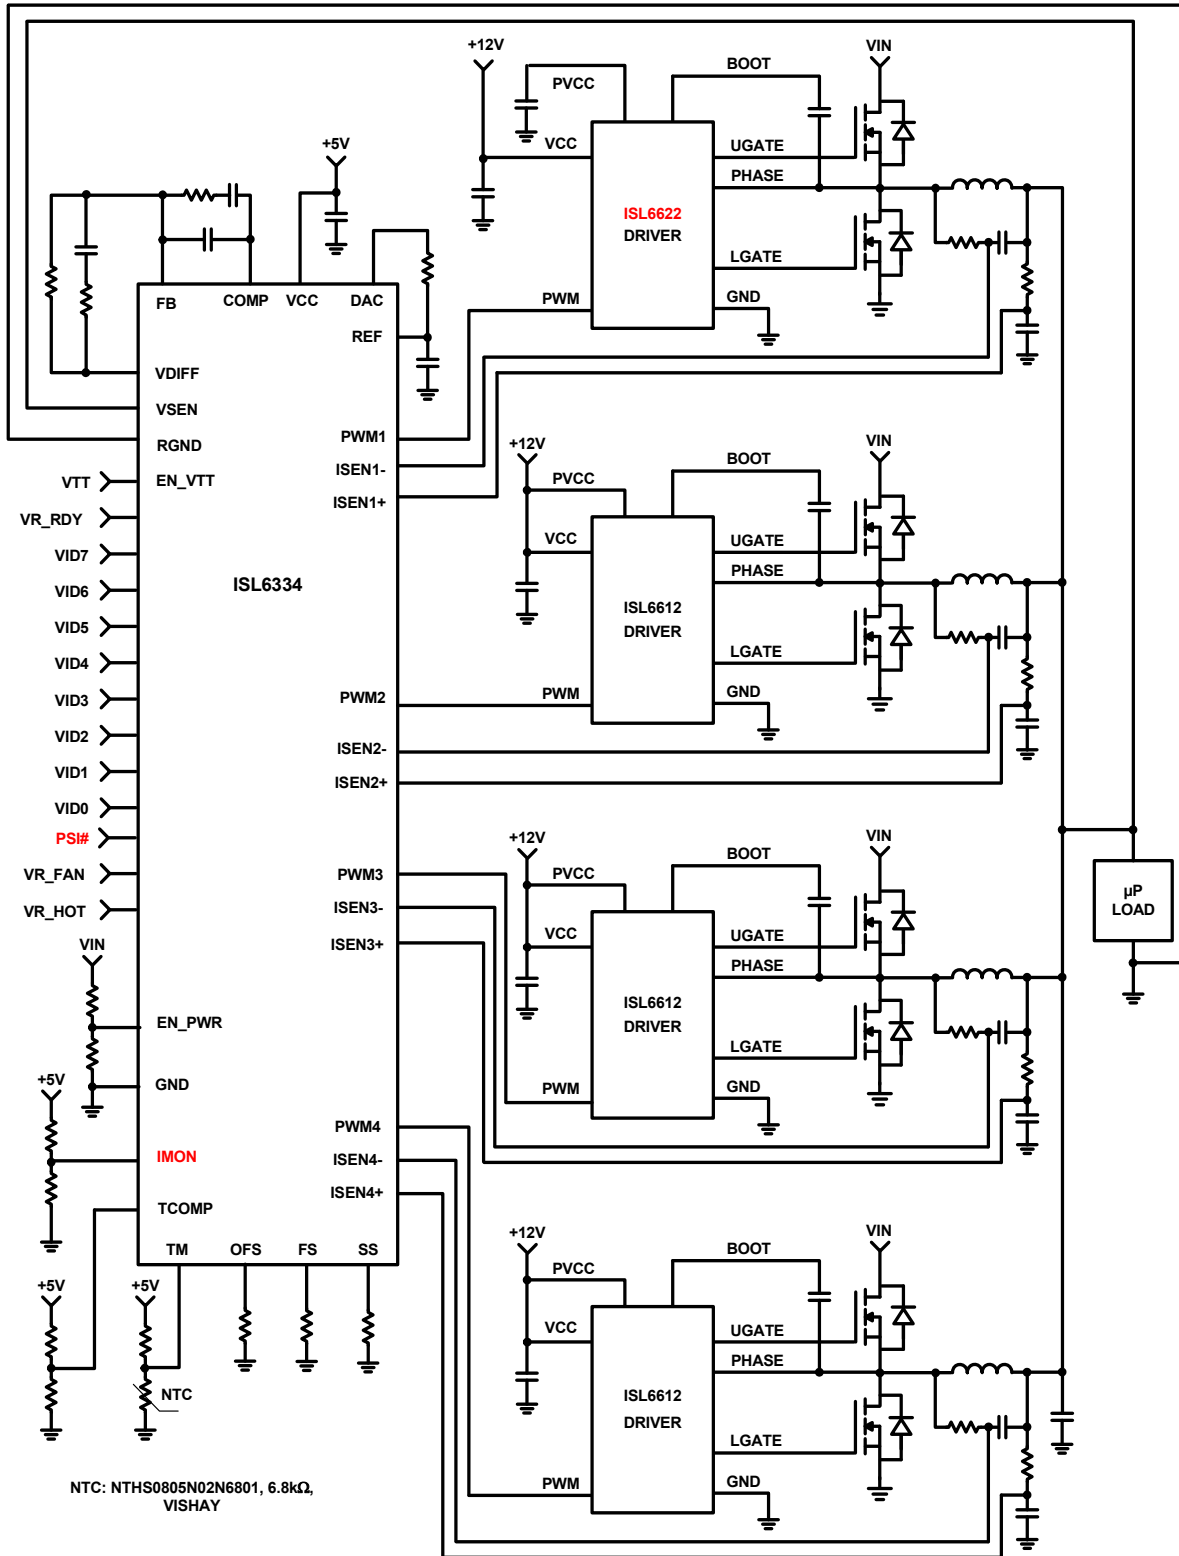 +12V
PVCC
BOOT
VIN
VCC
UGATE
PHASE
ISL6622
DRIVER
LGATE
PWM
GND
+5V
FB
COMP
VCC
DAC
REF
VDIFF
VSEN
RGND
EN_VTT
PWM1
ISEN1-
ISEN1+
VTT
VR_RDY
VID7
VID6
VID5
VID4
VID3
VID2
VID1
VID0
PSI#
VR_FAN
VR_HOT
ISL6334
+12V
PVCC
BOOT
VIN
VCC
UGATE
PHASE
ISL6612
DRIVER
LGATE
PWM
GND
PWM2
ISEN2-
ISEN2+
+12V
PVCC
BOOT
VIN
VCC
UGATE
PHASE
ISL6612
DRIVER
LGATE
PWM
GND
PWM3
ISEN3-
ISEN3+
µP
LOAD
VIN
EN_PWR
GND
+5V
IMON
TCOMP
PWM4
ISEN4-
ISEN4+
TM
OFS
FS
SS
+5V
+5V
NTC
+12V
PVCC
BOOT
VIN
VCC
UGATE
PHASE
ISL6612
DRIVER
LGATE
PWM
GND
NTC: NTHS0805N02N6801, 6.8kΩ,
VISHAY